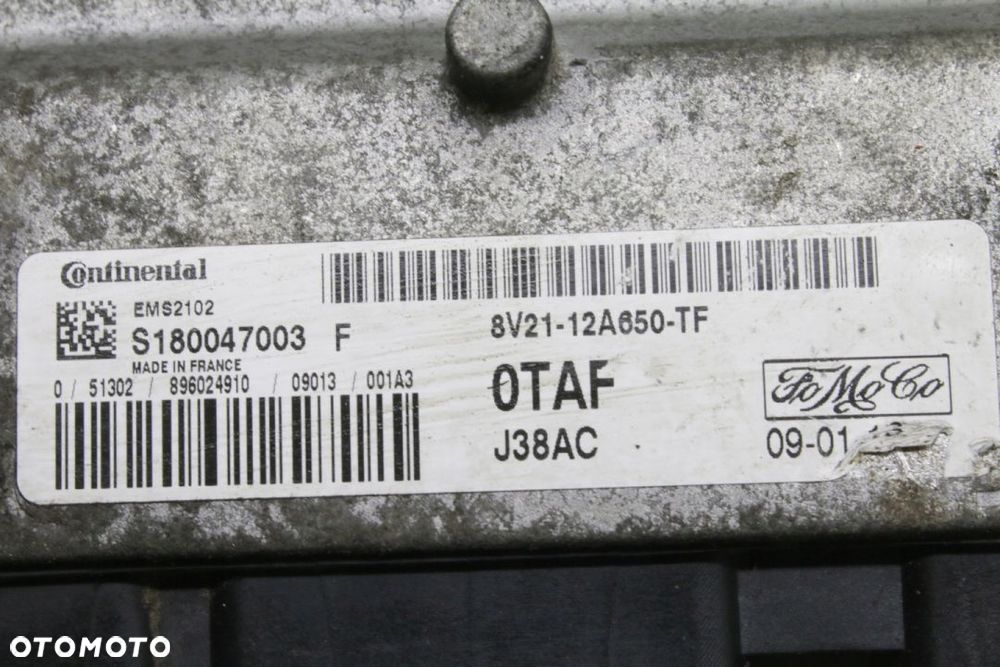 Continental
EMS2102
S180047003 F
MADE IN FRANCE
0 / 51302 / 896024910 / 09013 / 001A3
8V21-12A650-TF
0TAF
J38AC
FoMoCo
09-01
OTOMOTO